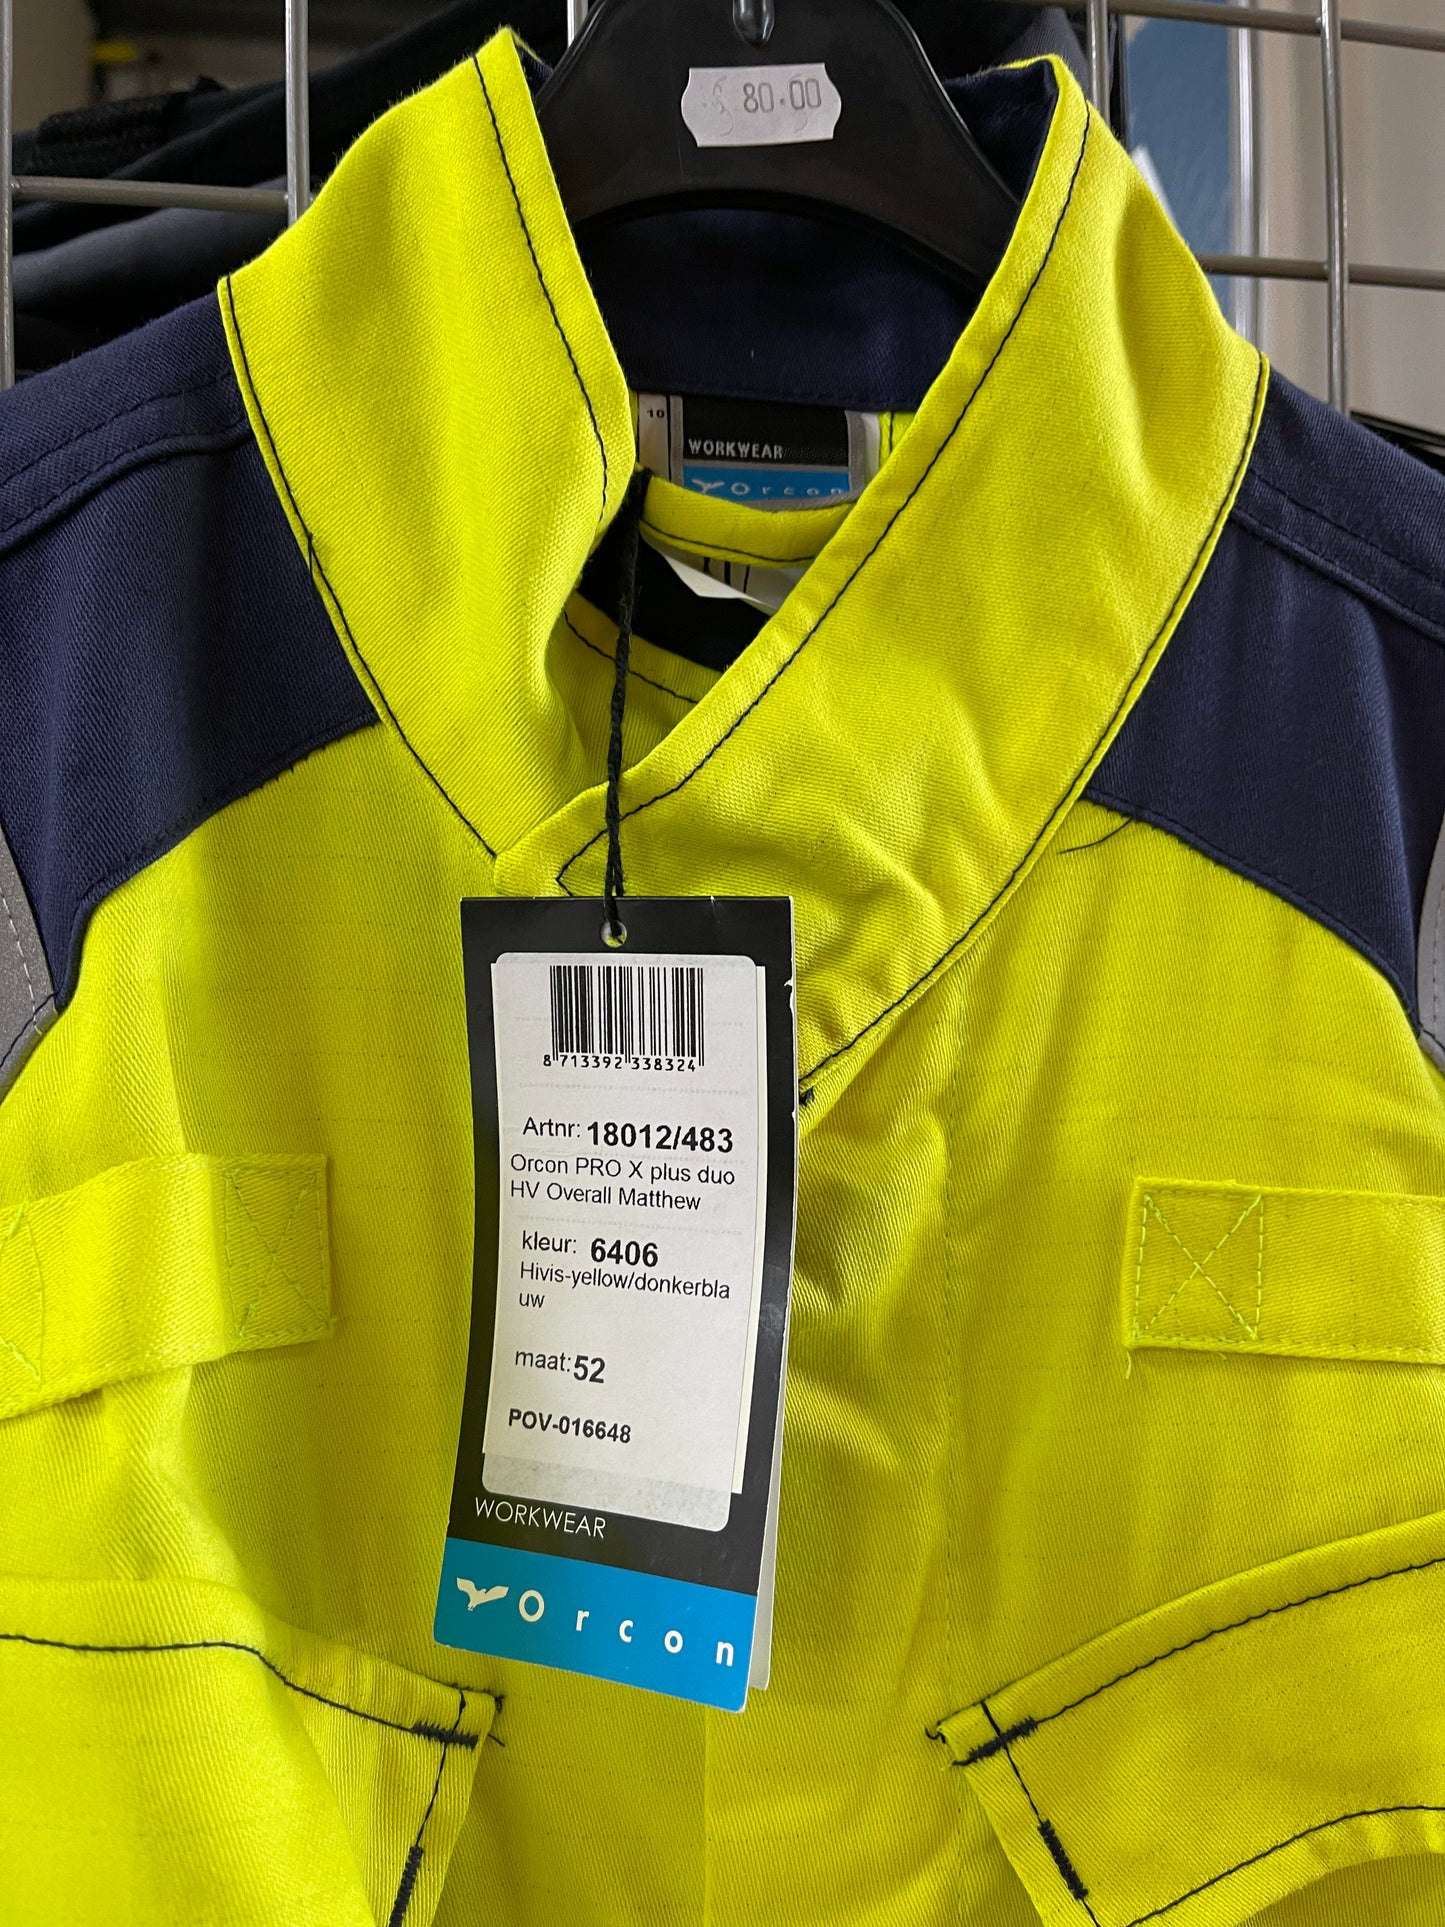 80.00
10
WORKWEAR
Orcon
8 713392 338324
Artnr: 18012/483
Orcon PRO X plus duo
HV Overall Matthew
kleur: 6406
Hivis-yellow/donkerbla
uw
maat:52
POV-016648
WORKWEAR
Orcon